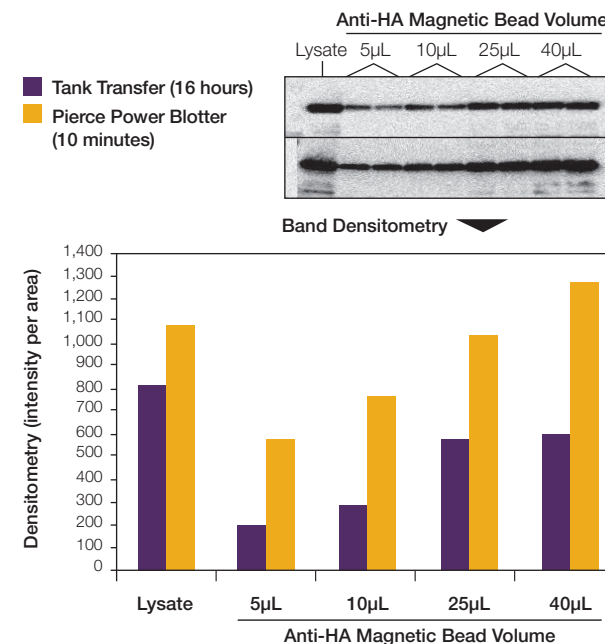 Anti-HA Magnetic Bead Volume
Lysate 5µL 10µL 25µL 40µL
Tank Transfer (16 hours)
Pierce Power Blotter
(10 minutes)
Band Densitometry
Densitometry (intensity per area)
1,400
1,300
1,200
1,100
1,000
900
800
700
600
500
400
300
200
100
0
Lysate 5µL 10µL 25µL 40µL
Anti-HA Magnetic Bead Volume